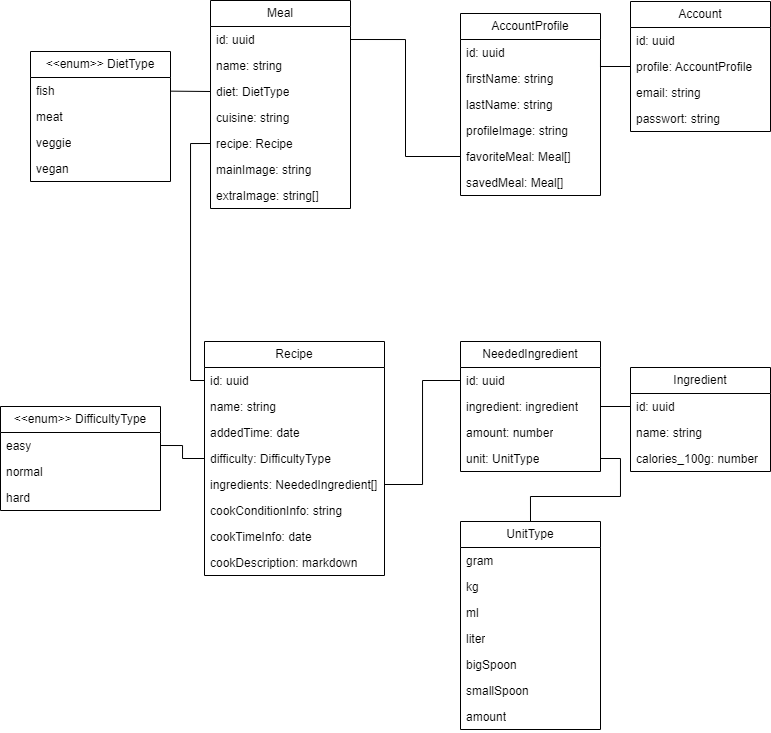 Meal
id: uuid
name: string
diet: DietType
cuisine: string
recipe: Recipe
mainImage: string
extraImage: string[]
AccountProfile
id: uuid
firstName: string
lastName: string
profileImage: string
favoriteMeal: Meal[]
savedMeal: Meal[]
Account
id: uuid
profile: AccountProfile
email: string
passwort: string
<<enum>> DietType
fish
meat
veggie
vegan
Recipe
id: uuid
name: string
addedTime: date
difficulty: DifficultyType
ingredients: NeededIngredient[]
cookConditionInfo: string
cookTimeInfo: date
cookDescription: markdown
NeededIngredient
id: uuid
ingredient: ingredient
amount: number
unit: UnitType
Ingredient
id: uuid
name: string
calories_100g: number
<<enum>> DifficultyType
easy
normal
hard
UnitType
gram
kg
ml
liter
bigSpoon
smallSpoon
amount